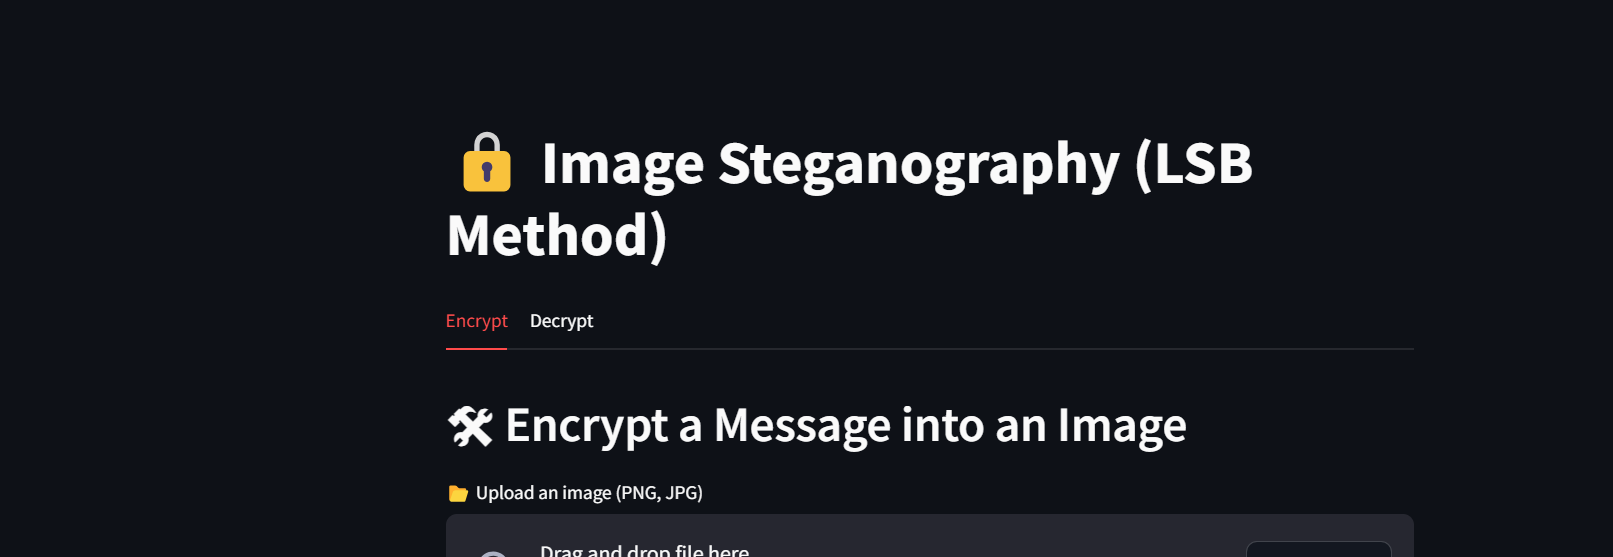 🔒 Image Steganography (LSB
Method)
Encrypt Decrypt
🛠 Encrypt a Message into an Image
📂 Upload an image (PNG, JPG)
Drag and drop file here